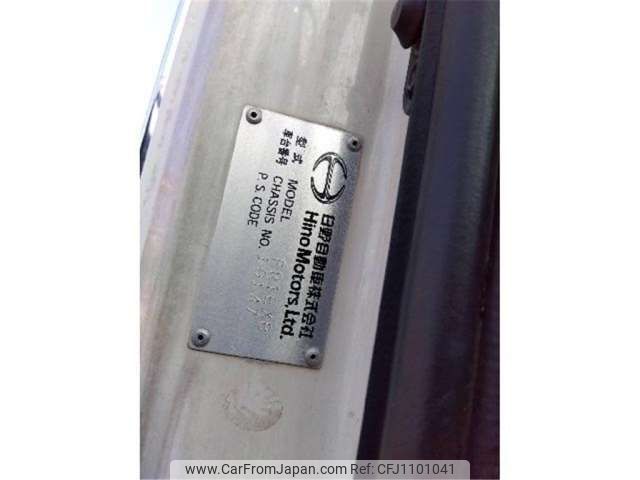 日野自動車株式会社
Hino Motors, Ltd.
型式 MODEL
車台番号 CHASSIS NO.
P.S. CODE
www.CarFromJapan.com | Ref. No: CFJ1101041